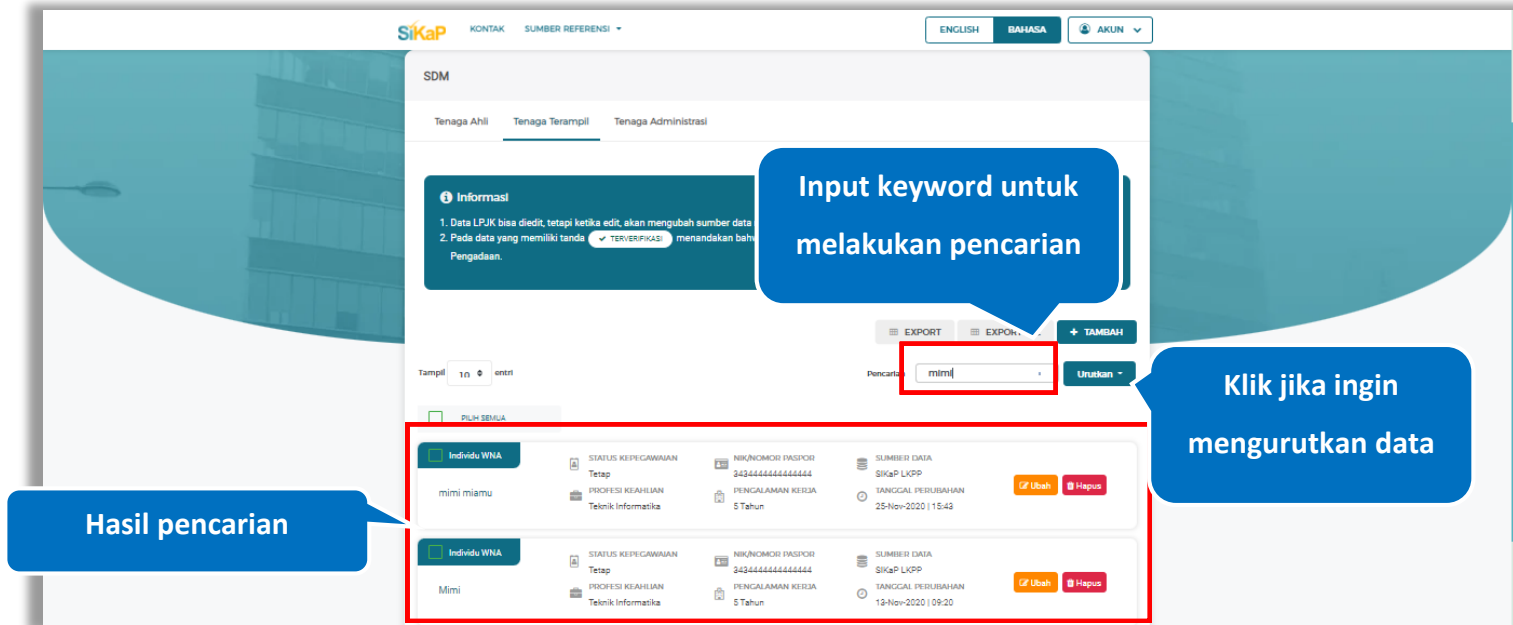 SiKaP KONTAK SUMBER REFERENSI ENGLISH BAHASA AKUN
SDM
Tenaga Ahli Tenaga Terampil Tenaga Administrasi
Input keyword untuk
melakukan pencarian
Informasi
1. Data LPJK bisa diedit, tetapi ketika edit, akan mengubah sumber data
2. Pada data yang memiliki tanda TERVERIFIKASI menandakan bahw
Pengadaan.
EXPORT EXPORT + TAMBAH
Tampil 10 entri Pencarian mimi Urutkan
Klik jika ingin
mengurutkan data
PILIH SEMUA
Hasil pencarian
Individu WNA
mimi miamu
STATUS KEPEGAWAIAN NIK/NOMOR PASPOR SUMBER DATA
Tetap 3434444444444444 SIKaP LKPP
PROFESI KEAHLIAN PENGALAMAN KERJA TANGGAL PERUBAHAN
Teknik Informatika 5 Tahun 25-Nov-2020 | 15:43
Ubah Hapus
Individu WNA
Mimi
STATUS KEPEGAWAIAN NIK/NOMOR PASPOR SUMBER DATA
Tetap SIKaP LKPP
PROFESI KEAHLIAN PENGALAMAN KERJA TANGGAL PERUBAHAN
Teknik Informatika 5 Tahun 13-Nov-2020 | 09:20
Ubah Hapus